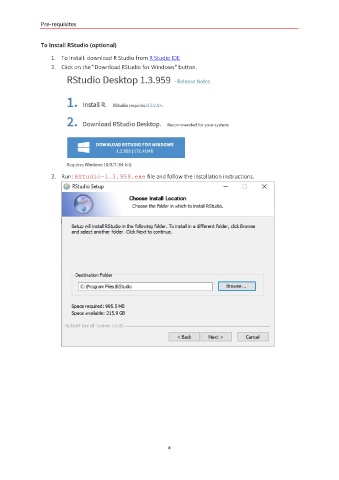 Pre-requisites
To Install RStudio (optional)
1. To Install: download R Studio from R Studio IDE
2. Click on the "Download RStudio for Windows" button.
RStudio Desktop 1.3.959 - Release Notes
1. Install R. RStudio requires R 3.0.1+.
2. Download RStudio Desktop. Recommended for your system:
DOWNLOAD RSTUDIO FOR WINDOWS
1.3.959 |
Requires Windows 10/8/7 (64-bit)
3. Run: RStudio-1.3.959.exe file and follow the installation instructions.
RStudio Setup
Choose Install Location
Choose the folder in which to install RStudio.
Setup will install RStudio in the following folder. To install in a different folder, click Browse
and select another folder. Click Next to continue.
Destination Folder
C:\Program Files\RStudio
Browse...
Space required: 995.5 MB
Space available: 215.9 GB
Nullsoft Install System
< Back Next > Cancel
x